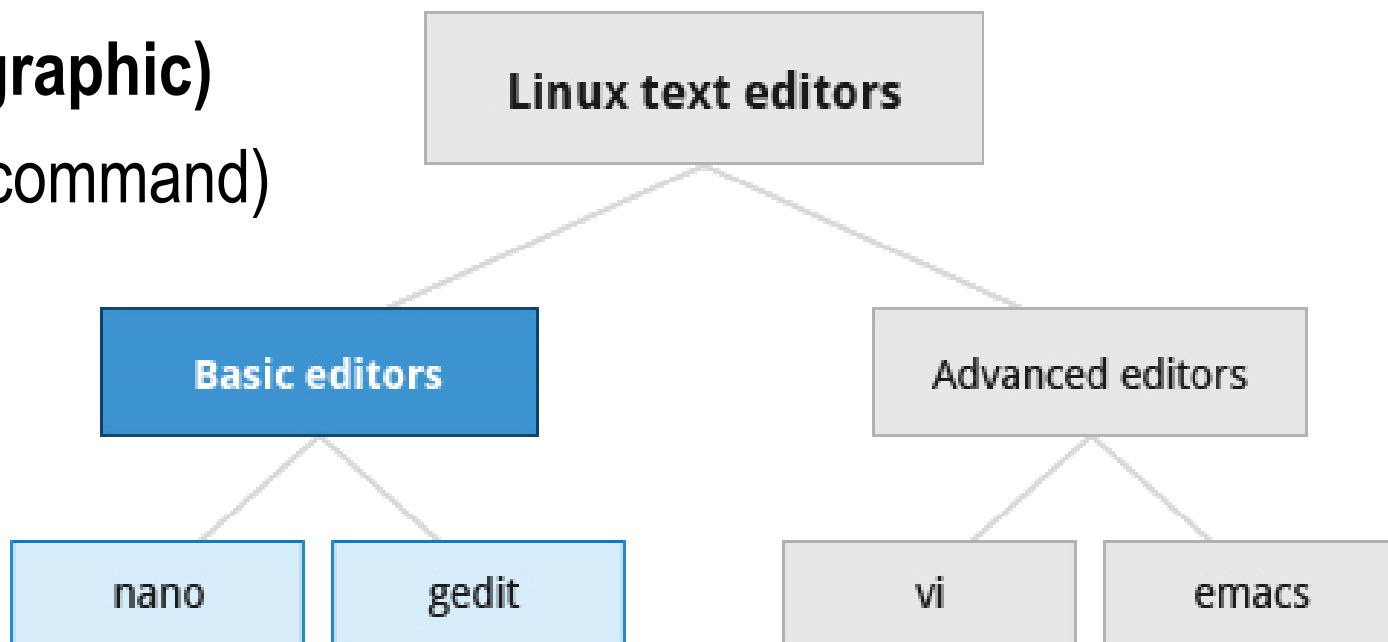 graphic)
command)
Linux text editors
Basic editors
Advanced editors
nano
gedit
vi
emacs